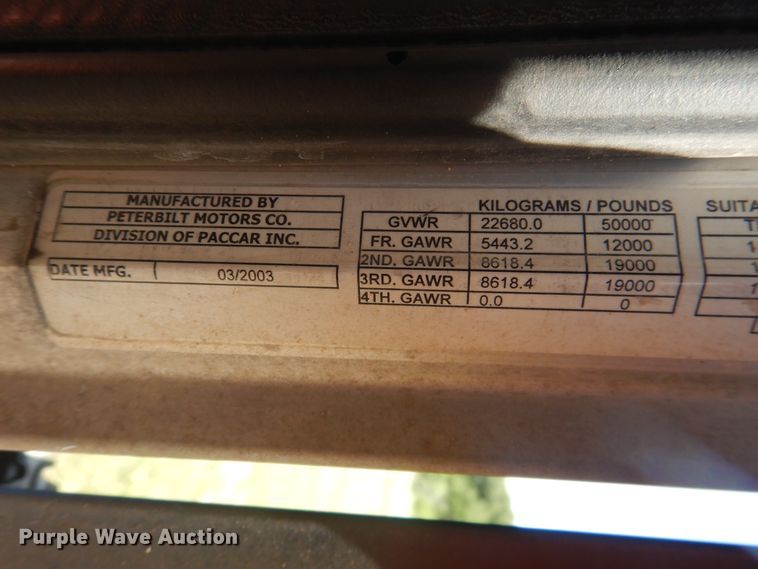 MANUFACTURED BY
PETERBILT MOTORS CO.
DIVISION OF PACCAR INC.
DATE MFG. 03/2003
KILOGRAMS / POUNDS
GVWR 22680.0 50000
FR. GAWR 5443.2 12000
2ND. GAWR 8618.4 19000
3RD. GAWR 8618.4 19000
4TH. GAWR 0.0 0
Purple Wave Auction®